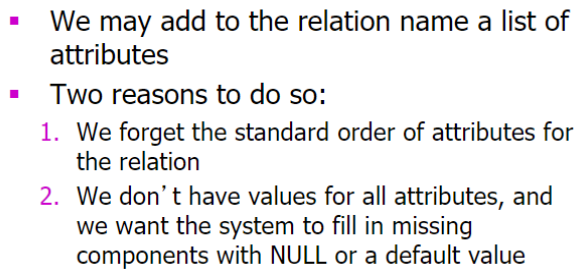 ▪ We may add to the relation name a list of
attributes
▪ Two reasons to do so:
1. We forget the standard order of attributes for
the relation
2. We don't have values for all attributes, and
we want the system to fill in missing
components with NULL or a default value